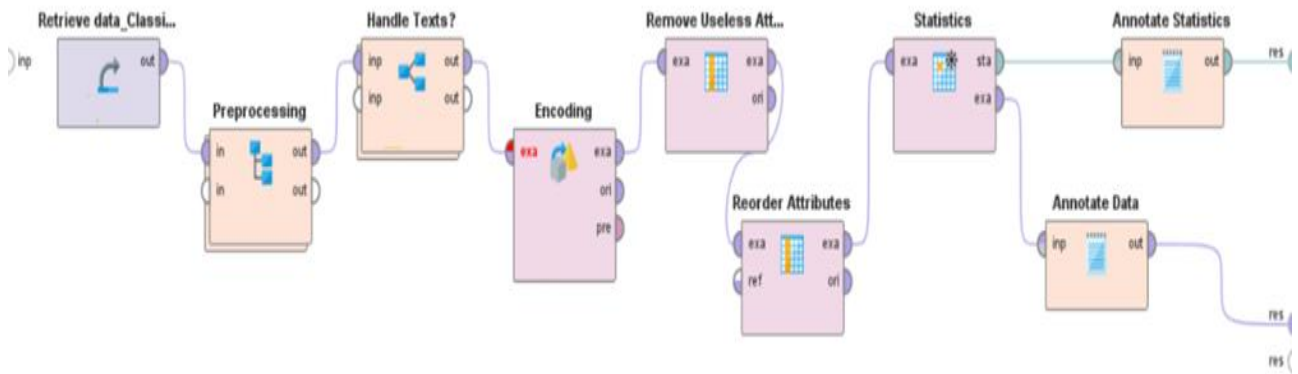 Retrieve data_Classi...
inp
out
Preprocessing
in
out
in
out
Handle Texts?
inp
out
inp
out
Encoding
exa
exa
ori
pre
Remove Useless Att...
exa
exa
ori
Reorder Attributes
exa
exa
ref
ori
Statistics
exa
sta
exa
Annotate Statistics
inp
out
res
Annotate Data
inp
out
res
res